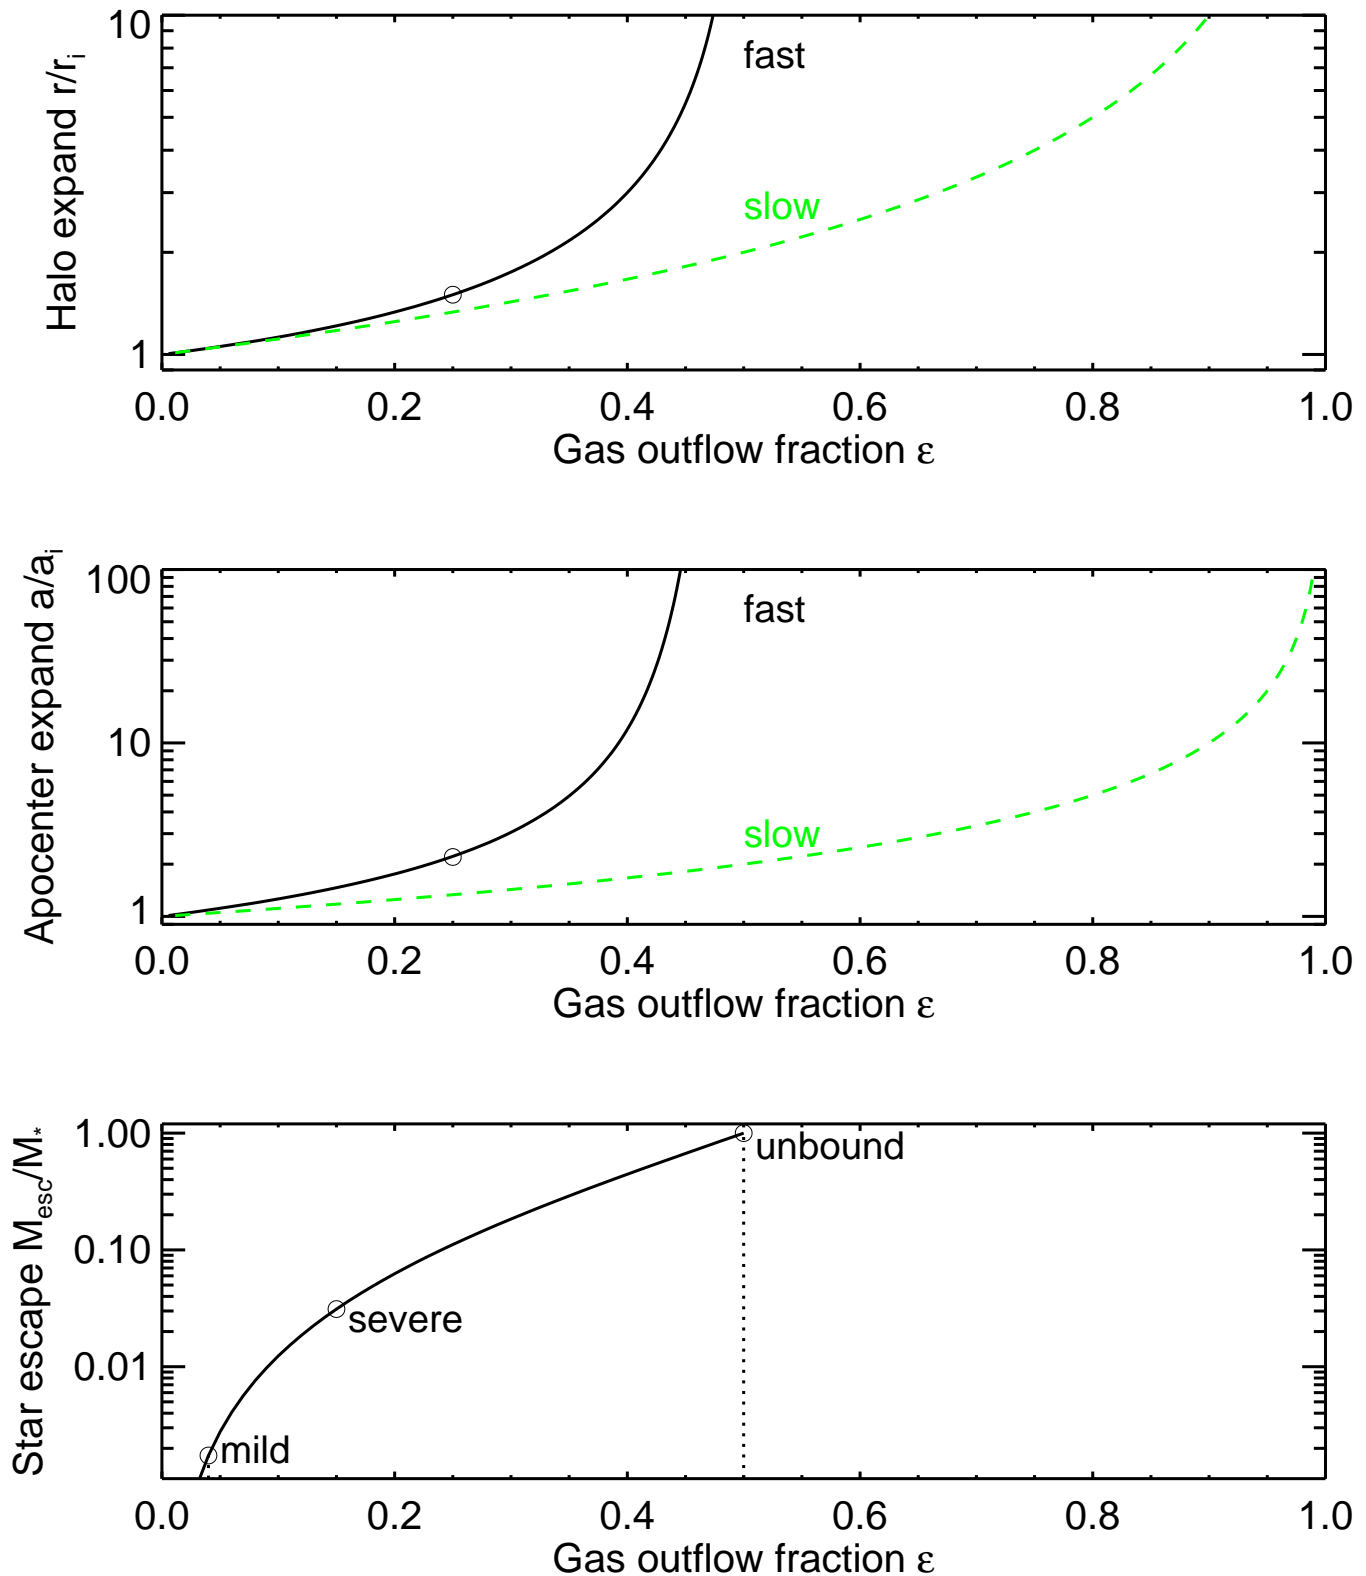 10
Halo expand r/ri
fast
slow
1
0.0 0.2 0.4 0.6 0.8 1.0
Gas outflow fraction ε
100
Apocenter expand a/ai
fast
10
slow
1
0.0 0.2 0.4 0.6 0.8 1.0
Gas outflow fraction ε
1.00
Star escape Mesc/M*
unbound
0.10
severe
0.01
mild
0.0 0.2 0.4 0.6 0.8 1.0
Gas outflow fraction ε